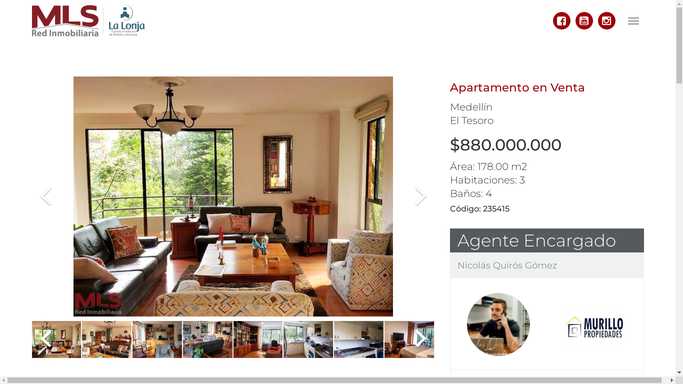 MLS
Red Inmobiliaria
La Lonja
Apartamento en Venta
Medellín
El Tesoro
$880.000.000
Área: 178.00 m2
Habitaciones: 3
Baños: 4
Código: 235415
MLS
Red Inmobiliaria
Agente Encargado
Nicolás Quirós Gómez
MURILLO
PROPIEDADES